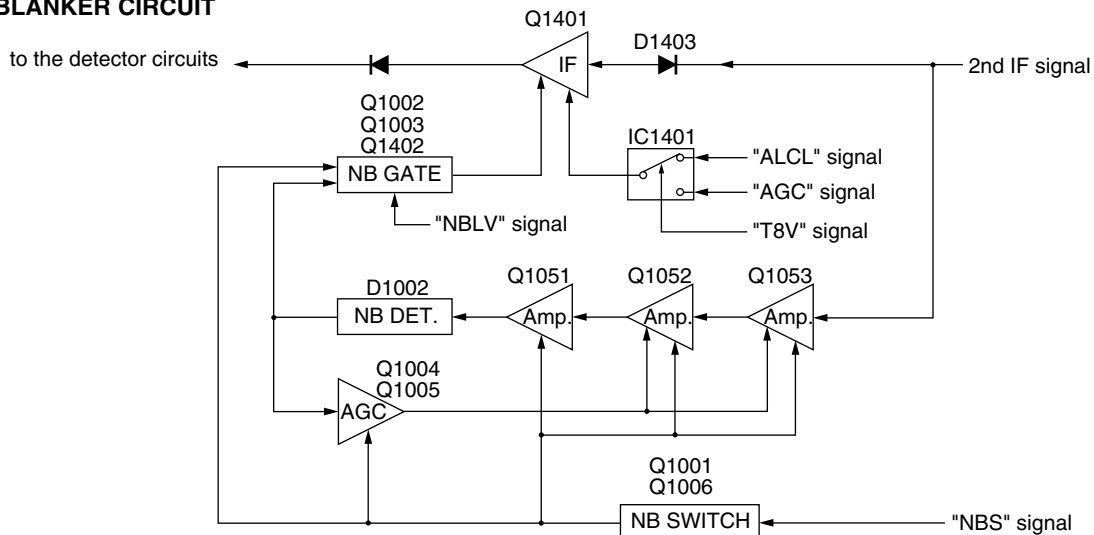 BLANKER CIRCUIT
Q1401
to the detector circuits
D1403
IF
2nd IF signal
Q1002
Q1003
Q1402
IC1401
NB GATE
"ALCL" signal
"AGC" signal
"NBLV" signal
"T8V" signal
D1002
Q1051
Q1052
Q1053
NB DET.
Amp.
Amp.
Amp.
Q1004
Q1005
AGC
Q1001
Q1006
NB SWITCH
"NBS" signal